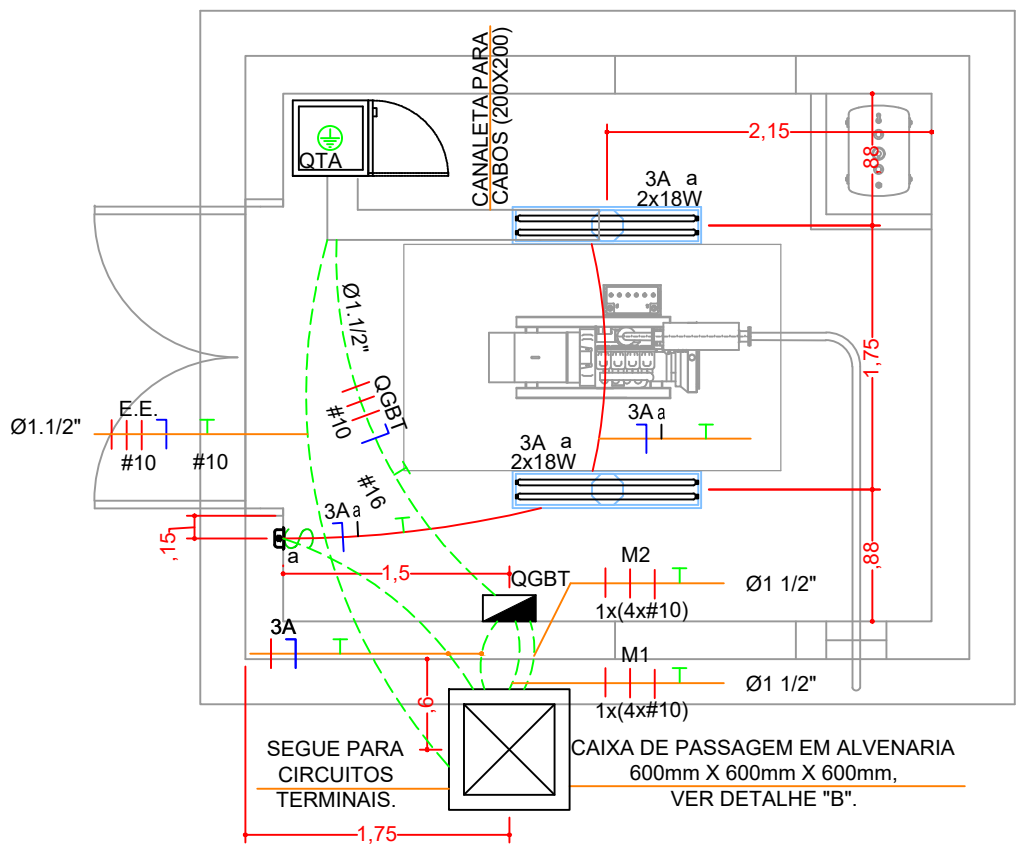 CANALETA PARA
CABOS (200X200)
2,15
QTA
3A a
2x18W
,88
Ø1.1/2"
QGBT
#10
#16
1,75
E.E.
Ø1.1/2"
#10 #10
3A a
3A a
2x18W
,15
3A a
a
1,5
QGBT
M2
Ø1 1/2"
1x(4x#10)
,88
3A
M1
Ø1 1/2"
1x(4x#10)
,6
SEGUE PARA
CIRCUITOS
TERMINAIS.
CAIXA DE PASSAGEM EM ALVENARIA
600mm X 600mm X 600mm,
VER DETALHE "B".
1,75